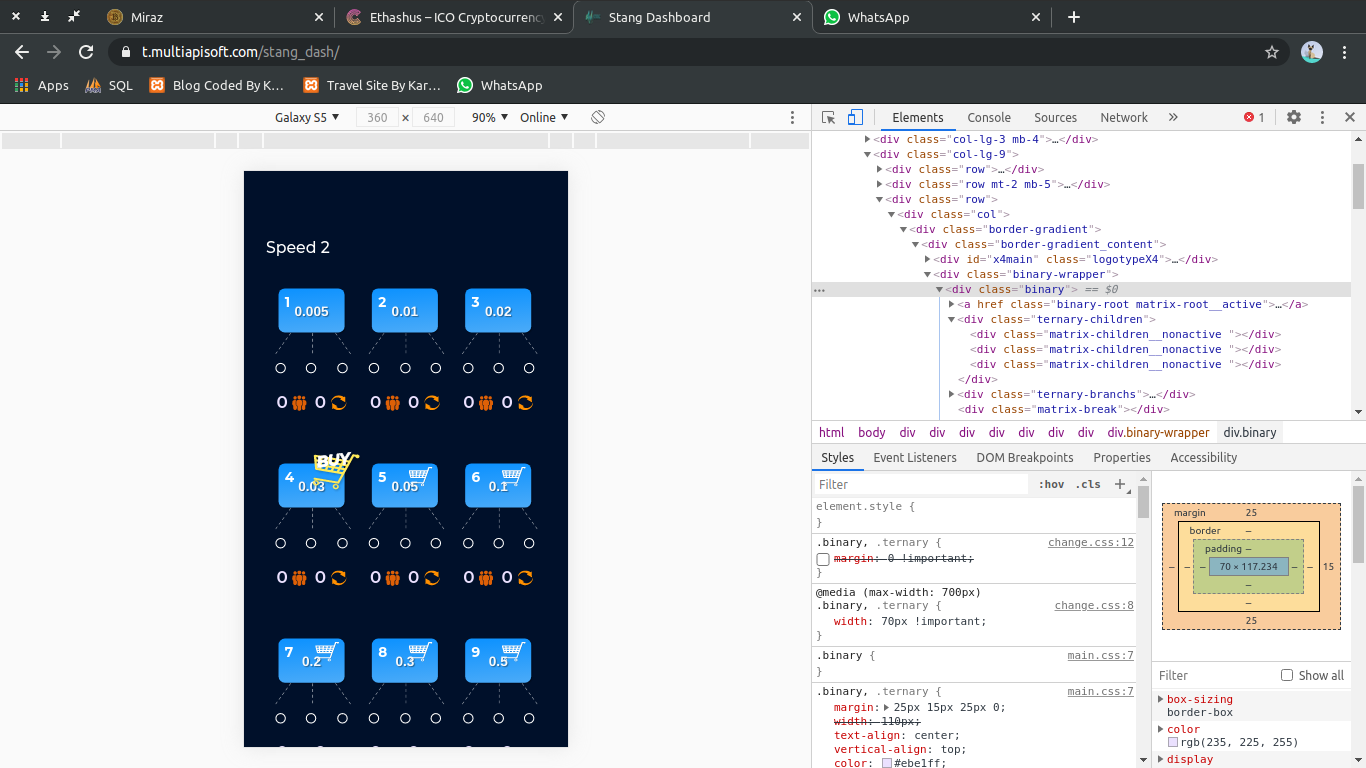 Miraz
Ethashus – ICO Cryptocurrency
Stang Dashboard
WhatsApp
t.multiapisoft.com/stang_dash/
Apps
SQL
Blog Coded By K…
Travel Site By Kar…
WhatsApp
Galaxy S5 ▼ 360 × 640 90% ▼ Online ▼
Elements Console Sources Network » 1
Speed 2
1 0.005
2 0.01
3 0.02
0 0 0 0 0 0
BUY
4 0.03
5 0.05
6 0.1
0 0 0 0 0 0
7 0.2
8 0.3
9 0.5
<div class="col-lg-3 mb-4">…</div>
<div class="col-lg-9">
<div class="row">…</div>
<div class="row mt-2 mb-5">…</div>
<div class="row">
<div class="col">
<div class="border-gradient">
<div class="border-gradient_content">
<div id="x4main" class="logotypeX4">…</div>
<div class="binary-wrapper">
… <div class="binary"> == $0
<a href class="binary-root matrix-root__active">…</a>
<div class="ternary-children">
<div class="matrix-children__nonactive "></div>
<div class="matrix-children__nonactive "></div>
<div class="matrix-children__nonactive "></div>
</div>
<div class="ternary-branchs">…</div>
<div class="matrix-break"></div>
html body div div div div div div div div.binary-wrapper div.binary
Styles Event Listeners DOM Breakpoints Properties Accessibility
Filter :hov .cls +
element.style {
}
.binary, .ternary { change.css:12
margin: 0 !important;
}
@media (max-width: 700px)
.binary, .ternary { change.css:8
width: 70px !important;
}
.binary { main.css:7
}
.binary, .ternary { main.css:7
margin: 25px 15px 25px 0;
width: 110px;
text-align: center;
vertical-align: top;
color: #ebe1ff;
margin 25
border –
padding –
– – – 70 × 117.234 – – 15
–
–
25
Filter Show all
box-sizing
border-box
color
rgb(235, 225, 255)
display